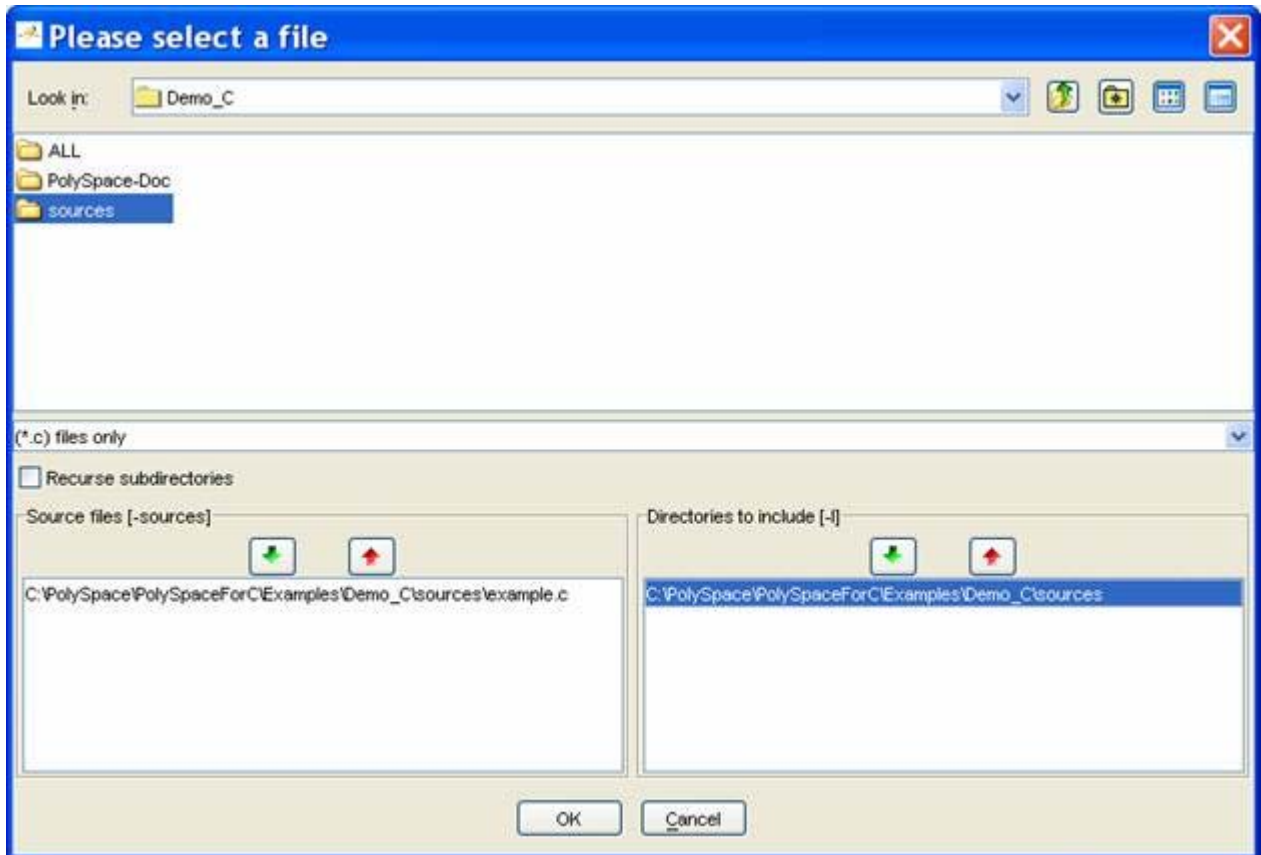 Please select a file
Look in: Demo_C
ALL
PolySpace-Doc
sources
(*.c) files only
Recurse subdirectories
Source files [-sources]
Directories to include [-I]
C:\PolySpace\PolySpaceForC\Examples\Demo_C\sources\example.c
C:\PolySpace\PolySpaceForC\Examples\Demo_C\sources
OK
Cancel